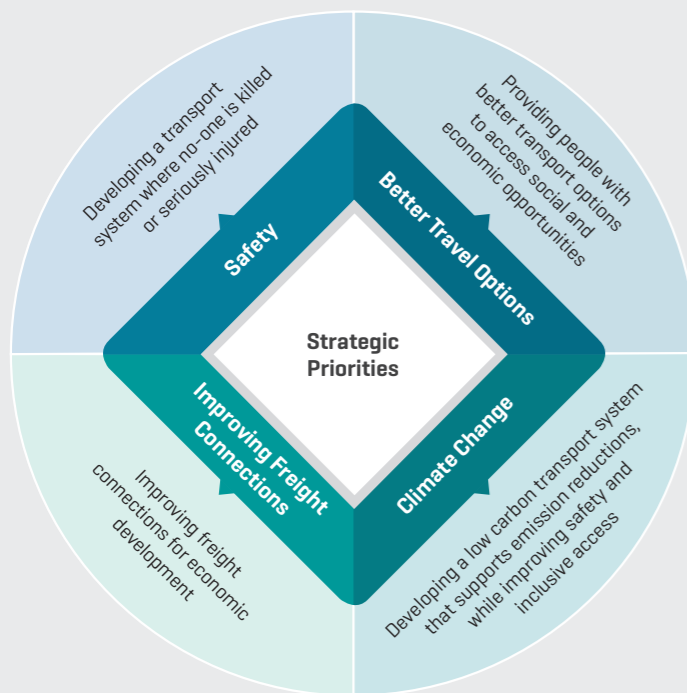 Strategic
Priorities
Safety
Developing a transport
system where no-one is killed
or seriously injured
Better Travel Options
Providing people with
better transport options
to access social and
economic opportunities
Improving Freight
Connections
Improving freight
connections for economic
development
Climate Change
Developing a low carbon transport system
that supports emission reductions,
while improving safety and
inclusive access